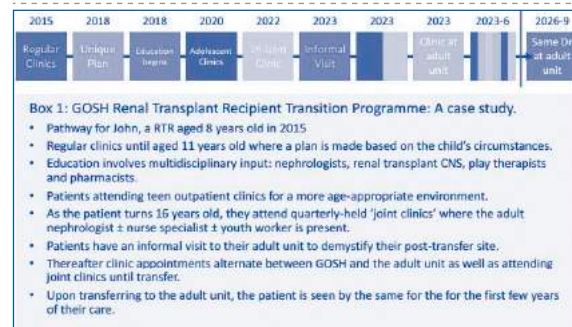 2015 2018 2018 2020 2022 2023 2023 2023-6 2026-9
Regular Clinics
Unique Plan
Education begins
Adolescent Clinics
Clinic
Informal Visit
Clinic at adult unit
Same Dr at adult unit
Box 1: GOSH Renal Transplant Recipient Transition Programme: A case study.
• Pathway for John, a RTR aged 8 years old in 2015
• Regular clinics until aged 11 years old where a plan is made based on the child's circumstances.
• Education involves multidisciplinary input: nephrologists, renal transplant CNS, play therapists
and pharmacists.
• Patients attending teen outpatient clinics for a more age-appropriate environment.
• As the patient turns 16 years old, they attend quarterly-held 'joint clinics' where the adult
nephrologist ± nurse specialist ± youth worker is present.
• Patients have an informal visit to their adult unit to demystify their post-transfer site.
• Thereafter clinic appointments alternate between GOSH and the adult unit as well as attending
joint clinics until transfer.
• Upon transferring to the adult unit, the patient is seen by the same for the for the first few years
of their care.